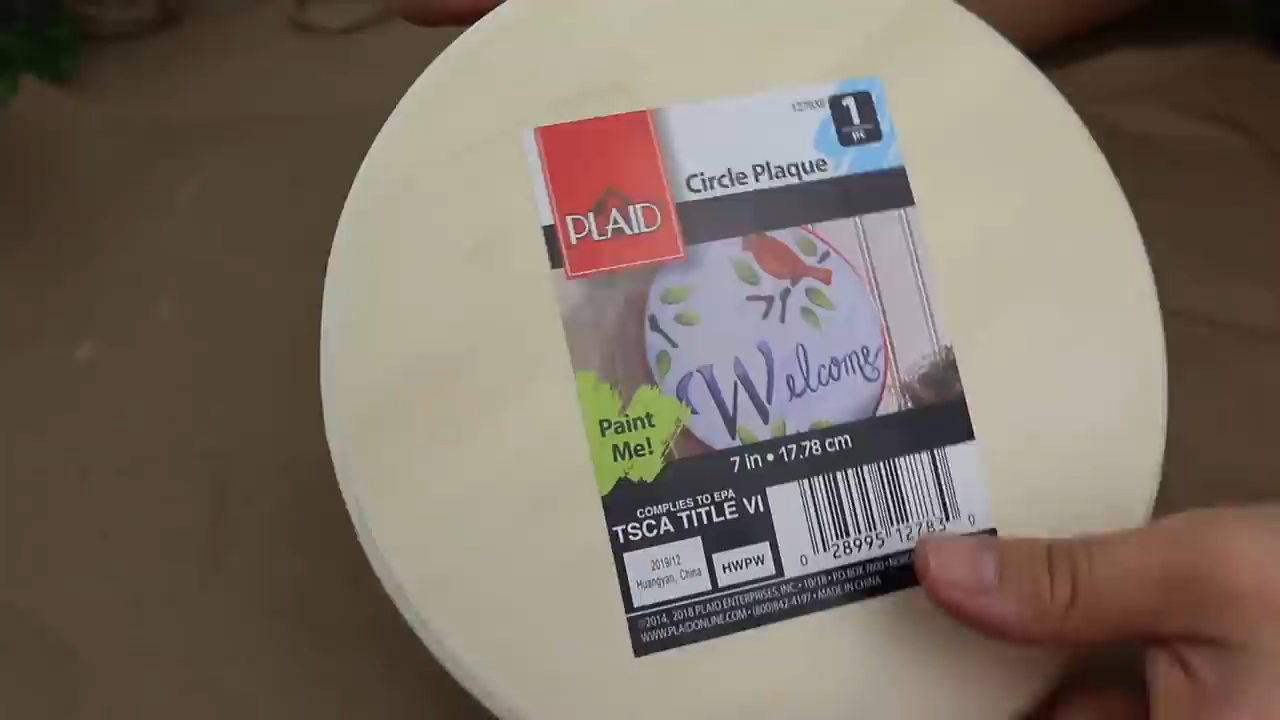 1
pc
Circle Plaque
PLAID
Welcome
Paint
Me!
7 in • 17.78 cm
COMPLIES TO EPA
TSCA TITLE VI
2019/12
Huangyan, China
HWPW
0 28995 12783 0
©2014, 2018 PLAID ENTERPRISES, INC. • 10/18 • PO BOX 7600 •
WWW.PLAIDONLINE.COM • (800)842-4197 • MADE IN CHINA